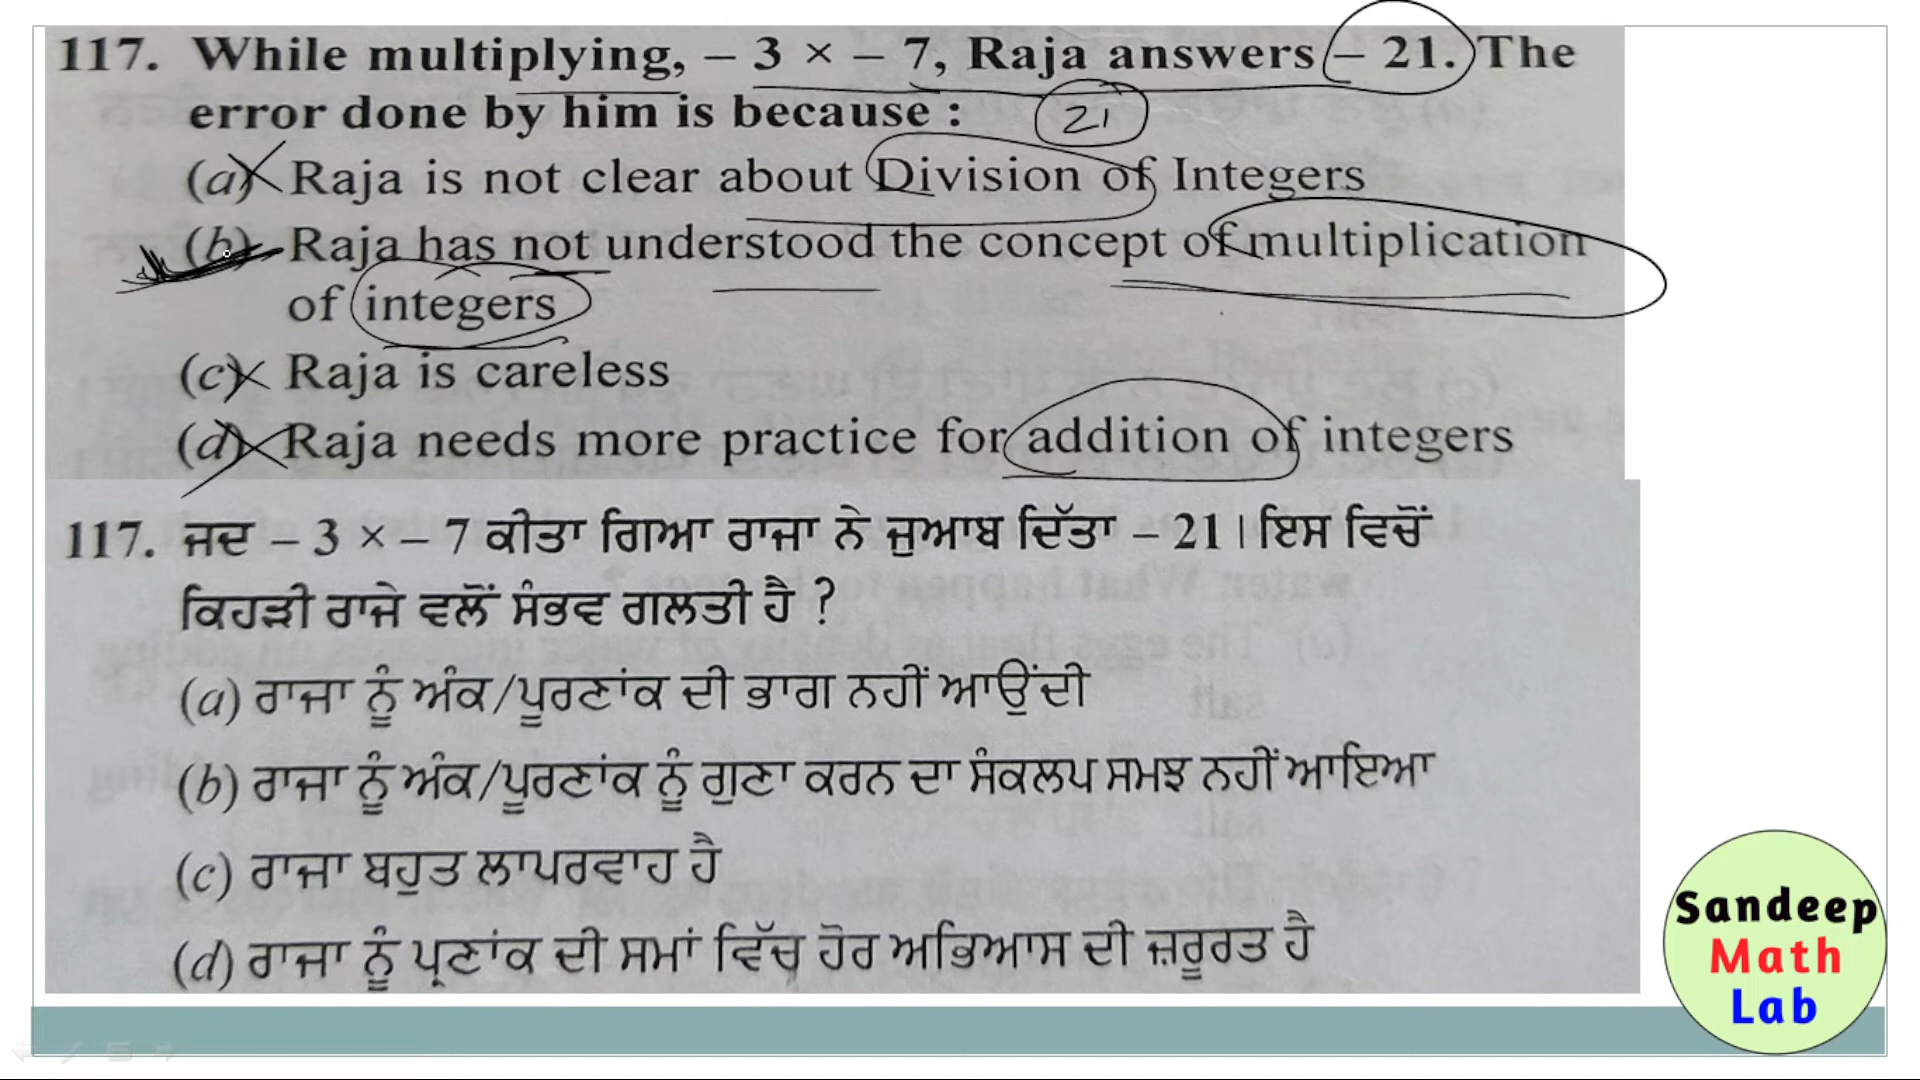 117. While multiplying, – 3 × – 7, Raja answers – 21. The
error done by him is because : 21
(a) Raja is not clear about Division of Integers
(b) Raja has not understood the concept of multiplication
of integers
(c) Raja is careless
(d) Raja needs more practice for addition of integers
117. ਜਦ – 3 × – 7 ਕੀਤਾ ਗਿਆ ਰਾਜਾ ਨੇ ਜੁਆਬ ਦਿੱਤਾ – 21 । ਇਸ ਵਿਚੋਂ
ਕਿਹੜੀ ਰਾਜੇ ਵਲੋਂ ਸੰਭਵ ਗਲਤੀ ਹੈ ?
(a) ਰਾਜਾ ਨੂੰ ਅੰਕ/ਪੂਰਣਾਂਕ ਦੀ ਭਾਗ ਨਹੀਂ ਆਉਂਦੀ
(b) ਰਾਜਾ ਨੂੰ ਅੰਕ/ਪੂਰਣਾਂਕ ਨੂੰ ਗੁਣਾ ਕਰਨ ਦਾ ਸੰਕਲਪ ਸਮਝ ਨਹੀਂ ਆਇਆ
(c) ਰਾਜਾ ਬਹੁਤ ਲਾਪਰਵਾਹ ਹੈ
(d) ਰਾਜਾ ਨੂੰ ਪ੍ਰਣਾਂਕ ਦੀ ਸਮਾਂ ਵਿੱਚ ਹੋਰ ਅਭਿਆਸ ਦੀ ਜ਼ਰੂਰਤ ਹੈ
Sandeep
Math
Lab